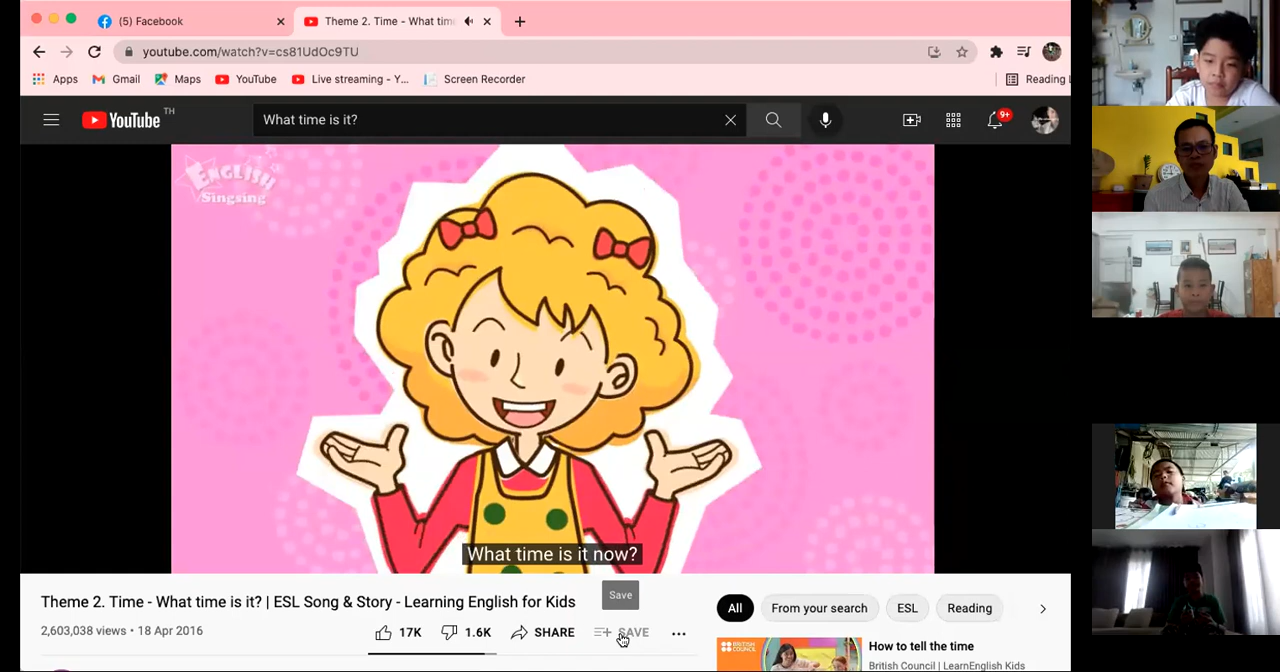 (5) Facebook
Theme 2. Time - What time
youtube.com/watch?v=cs81UdOc9TU
Apps Gmail Maps YouTube Live streaming - Y... Screen Recorder Reading
YouTube TH
What time is it?
9+
ENGLISH
Singsing
What time is it now?
Save
Theme 2. Time - What time is it? | ESL Song & Story - Learning English for Kids
2,603,038 views • 18 Apr 2016
17K 1.6K SHARE SAVE
All From your search ESL Reading
BRITISH
COUNCIL
How to tell the time
British Council | LearnEnglish Kids